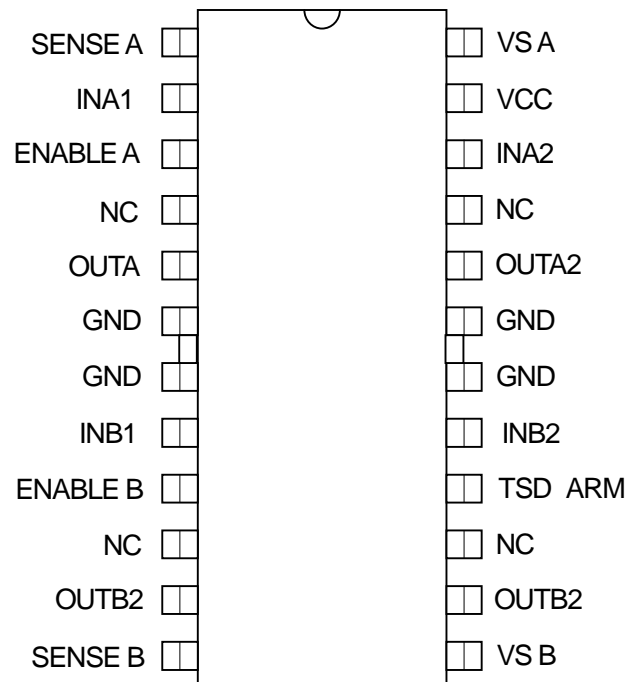 SENSE A VS A
INA1 VCC
ENABLE A INA2
NC NC
OUTA OUTA2
GND GND
GND GND
INB1 INB2
ENABLE B TSD ARM
NC NC
OUTB2 OUTB2
SENSE B VS B